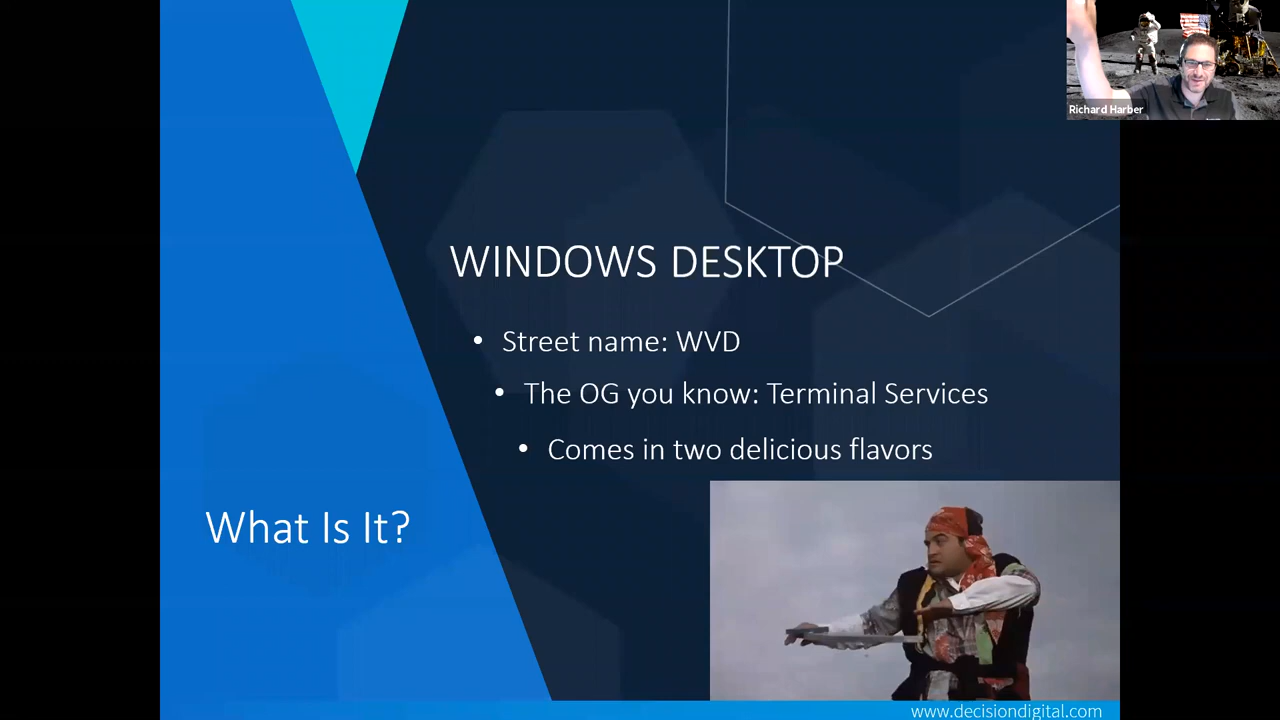 Richard Harber
WINDOWS DESKTOP
• Street name: WVD
• The OG you know: Terminal Services
• Comes in two delicious flavors
What Is It?
www.decisiondigital.com